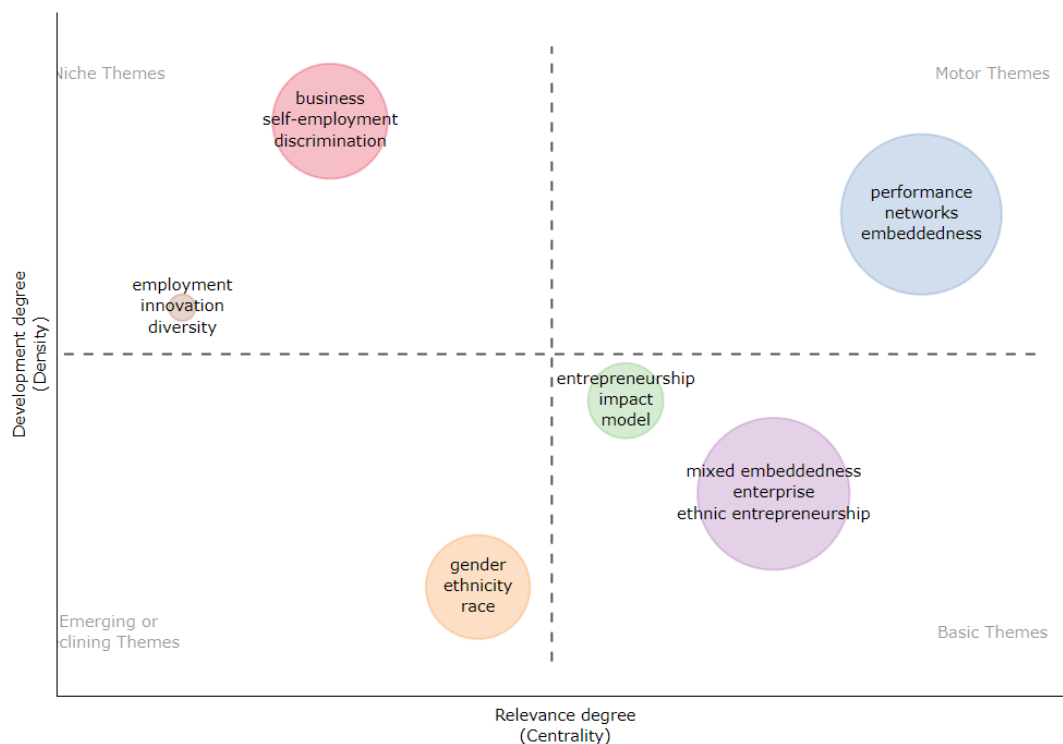 Niche Themes
Motor Themes
business
self-employment
discrimination
performance
networks
embeddedness
employment
innovation
diversity
Development degree
(Density)
entrepreneurship
impact
model
mixed embeddedness
enterprise
ethnic entrepreneurship
gender
ethnicity
race
Emerging or
eclining Themes
Basic Themes
Relevance degree
(Centrality)